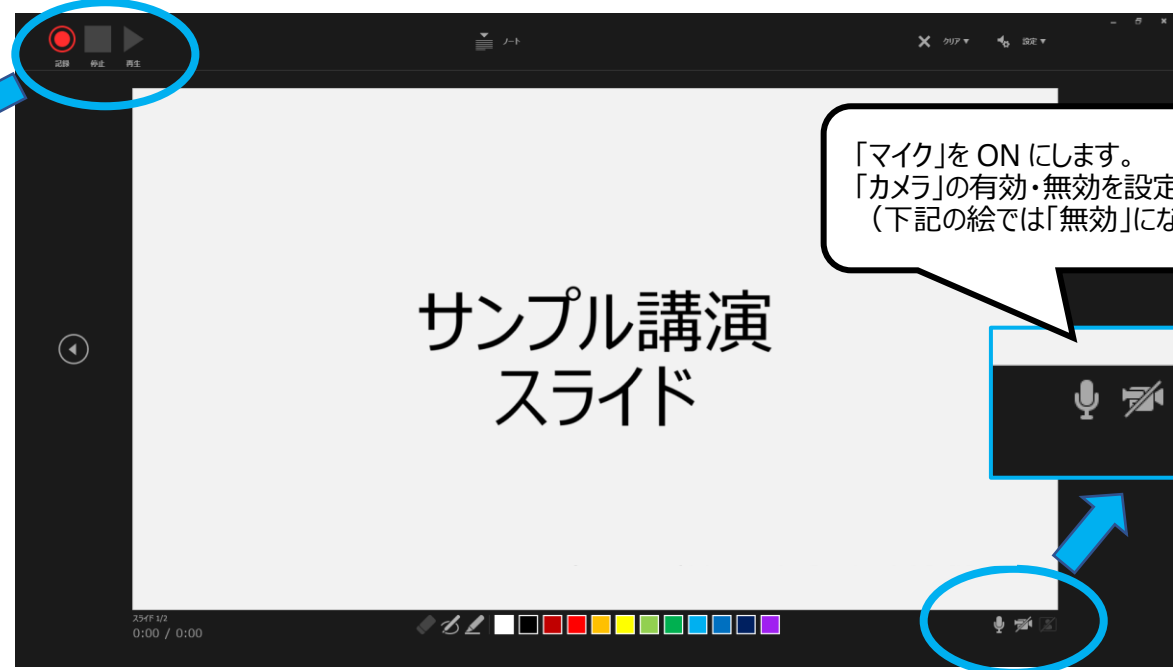 記録 停止 再生
ノート
クリア ▼ 設定 ▼
「マイク」を ON にします。
「カメラ」の有効・無効を設定
（下記の絵では「無効」にな
サンプル講演
スライド
スライド 1/2
0:00 / 0:00